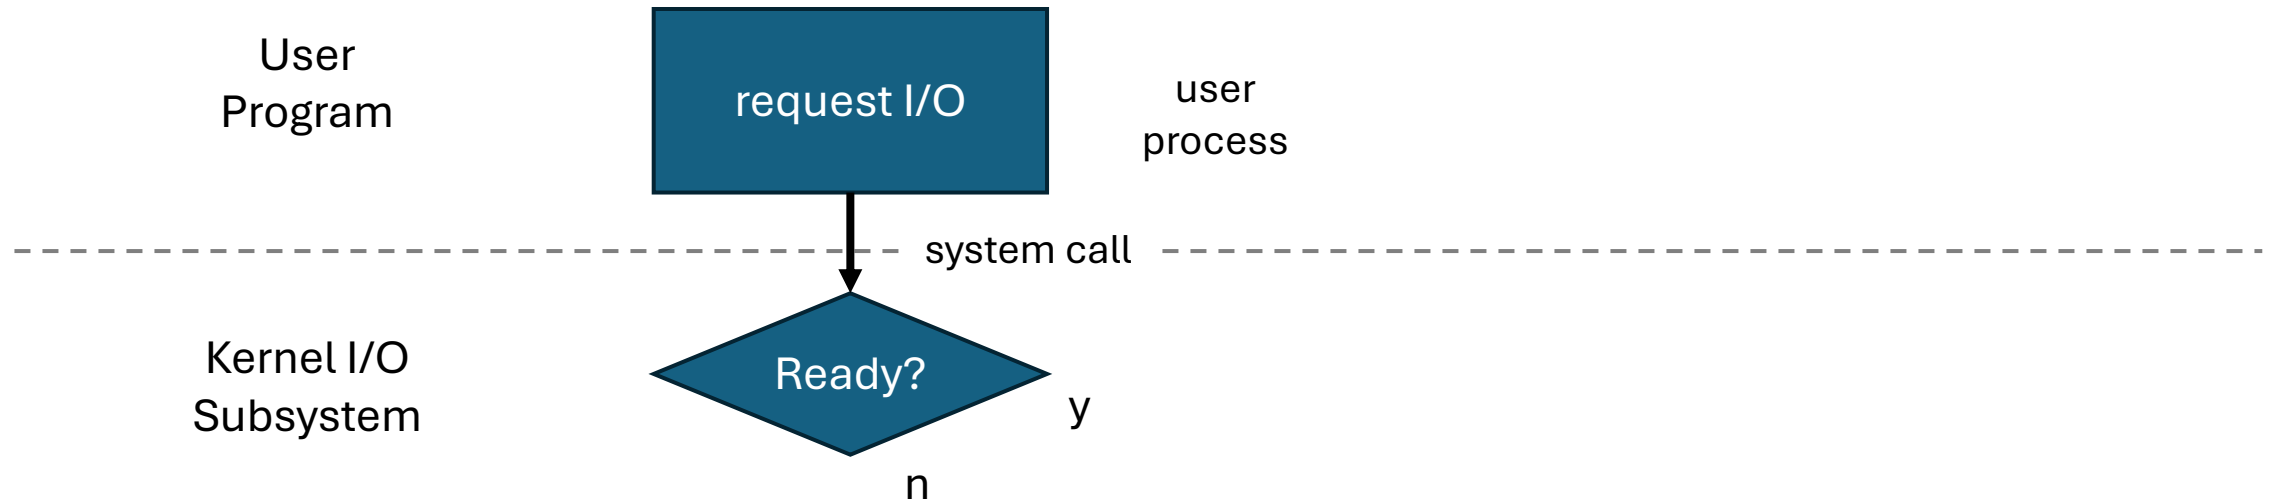 User
Program
request I/O
user
process
system call
Kernel I/O
Subsystem
Ready?
y
n